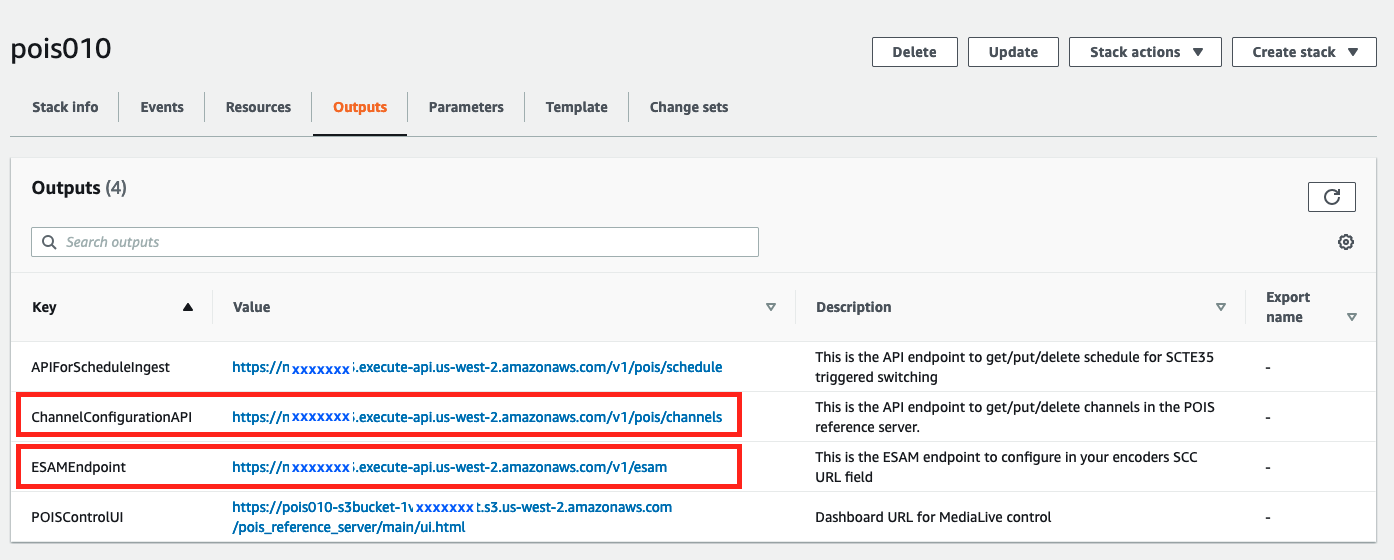 pois010
Delete
Update
Stack actions
Create stack
Stack info
Events
Resources
Outputs
Parameters
Template
Change sets
Outputs (4)
Search outputs
Key
Value
Description
Export
name
APIForScheduleIngest
https://n xxxxxxx .execute-api.us-west-2.amazonaws.com/v1/pois/schedule
This is the API endpoint to get/put/delete schedule for SCTE35
triggered switching
-
ChannelConfigurationAPI
https://n xxxxxxx .execute-api.us-west-2.amazonaws.com/v1/pois/channels
This is the API endpoint to get/put/delete channels in the POIS
reference server.
-
ESAMEndpoint
https://n xxxxxxx .execute-api.us-west-2.amazonaws.com/v1/esam
This is the ESAM endpoint to configure in your encoders SCC
URL field
-
POISControlUI
https://pois010-s3bucket-1 xxxxxxx t.s3.us-west-2.amazonaws.com
/pois_reference_server/main/ui.html
Dashboard URL for MediaLive control
-